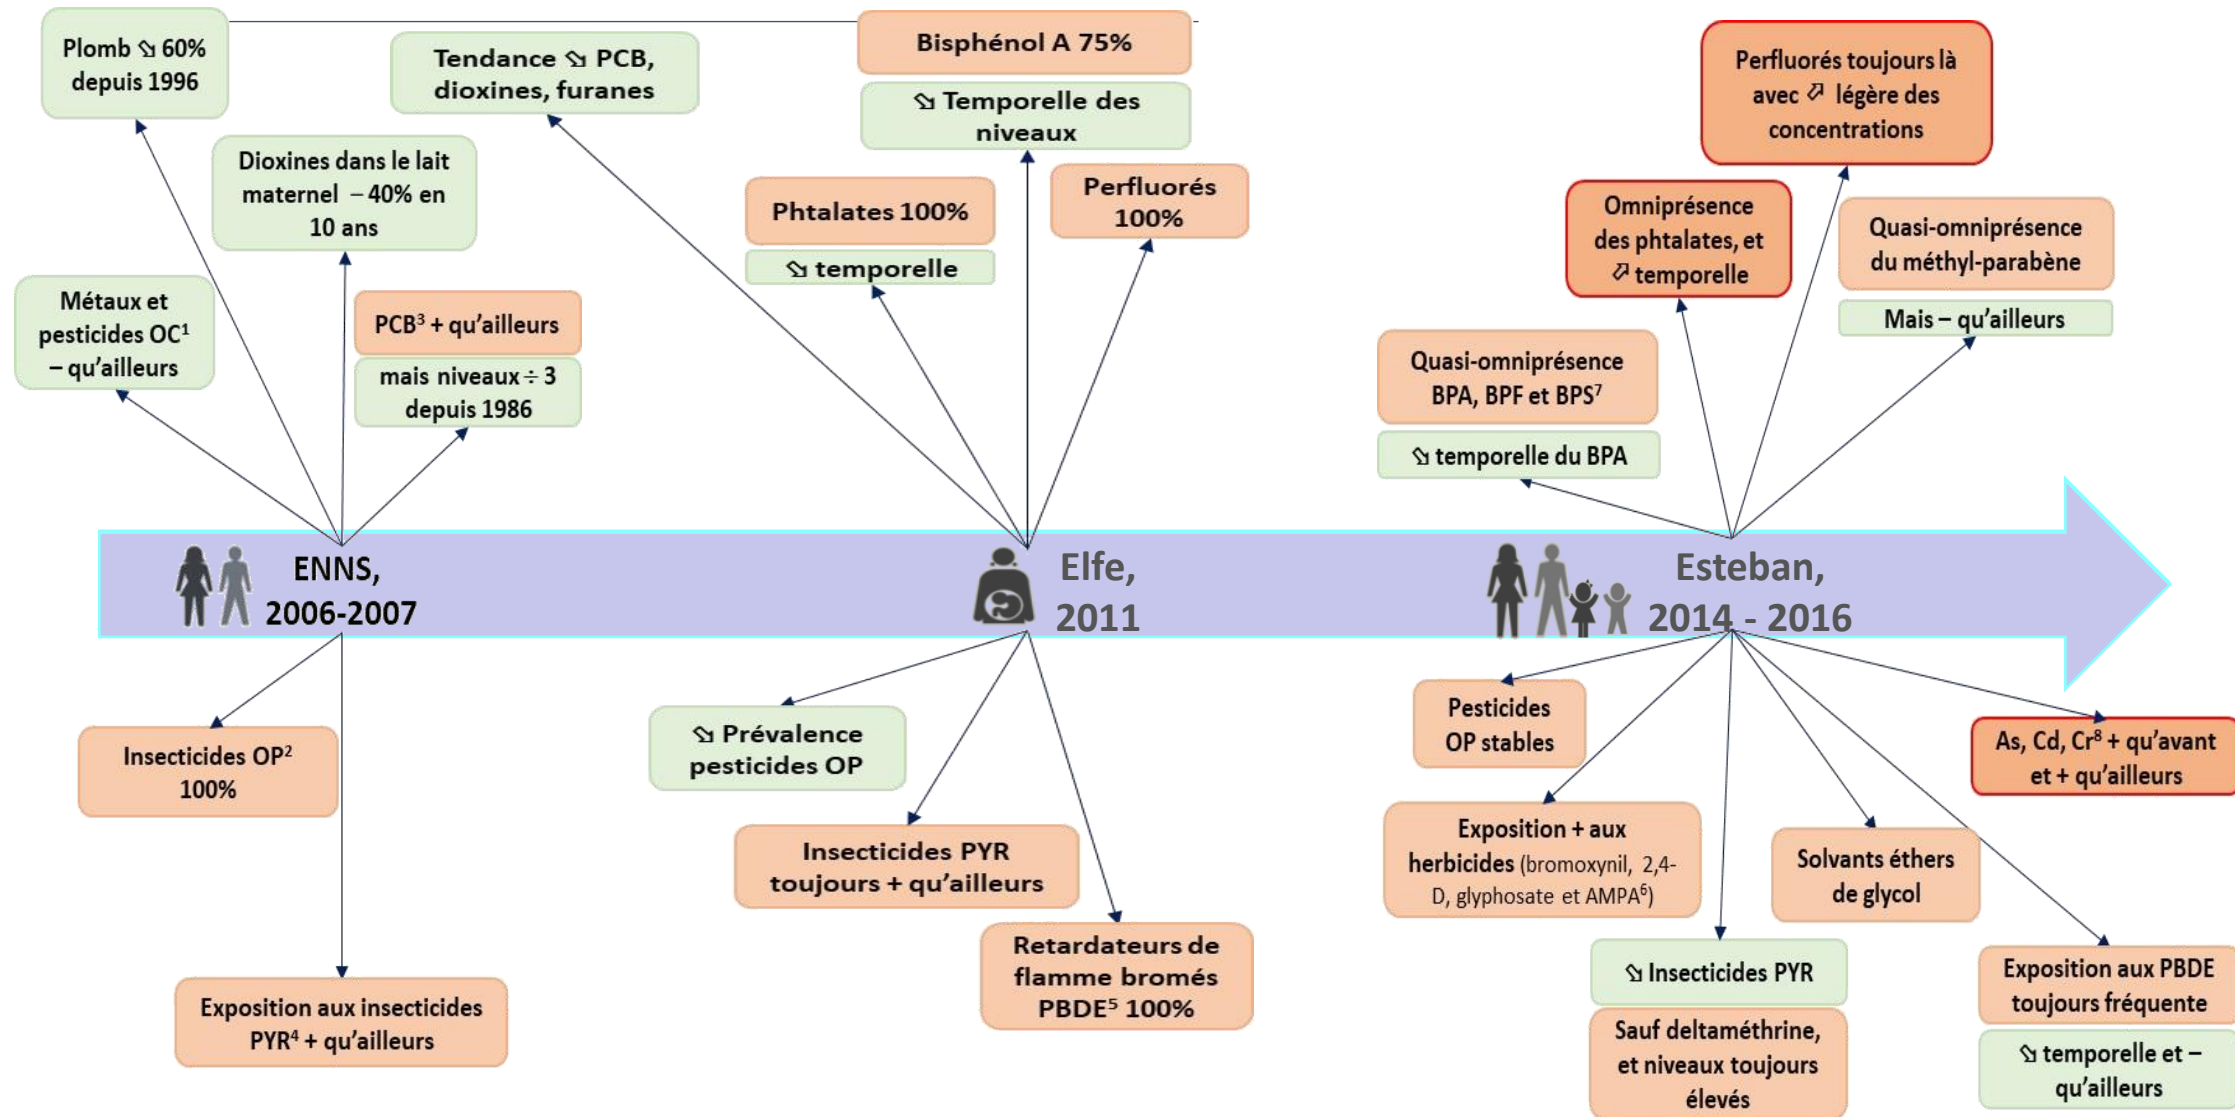 Plomb ⇘ 60%
depuis 1996
Dioxines dans le lait
maternel – 40% en
10 ans
Métaux et
pesticides OC¹
– qu’ailleurs
PCB³ + qu’ailleurs
mais niveaux ÷ 3
depuis 1986
Tendance ⇘ PCB,
dioxines, furanes
Bisphénol A 75%
⇘ Temporelle des
niveaux
Phtalates 100%
⇘ temporelle
Perfluorés
100%
Perfluorés toujours là
avec ⇗ légère des
concentrations
Omniprésence
des phtalates, et
⇗ temporelle
Quasi-omniprésence
du méthyl-parabène
Mais – qu’ailleurs
Quasi-omniprésence
BPA, BPF et BPS⁷
⇘ temporelle du BPA
ENNS,
2006-2007
Elfe,
2011
Esteban,
2014 - 2016
Insecticides OP²
100%
Exposition aux insecticides
PYR⁴ + qu’ailleurs
⇘ Prévalence
pesticides OP
Insecticides PYR
toujours + qu’ailleurs
Retardateurs de
flamme bromés
PBDE⁵ 100%
Pesticides
OP stables
Exposition + aux
herbicides (bromoxynil, 2,4-
D, glyphosate et AMPA⁶)
⇘ Insecticides PYR
Sauf deltaméthrine,
et niveaux toujours
élevés
Solvants éthers
de glycol
As, Cd, Cr⁸ + qu’avant
et + qu’ailleurs
Exposition aux PBDE
toujours fréquente
⇘ temporelle et –
qu’ailleurs